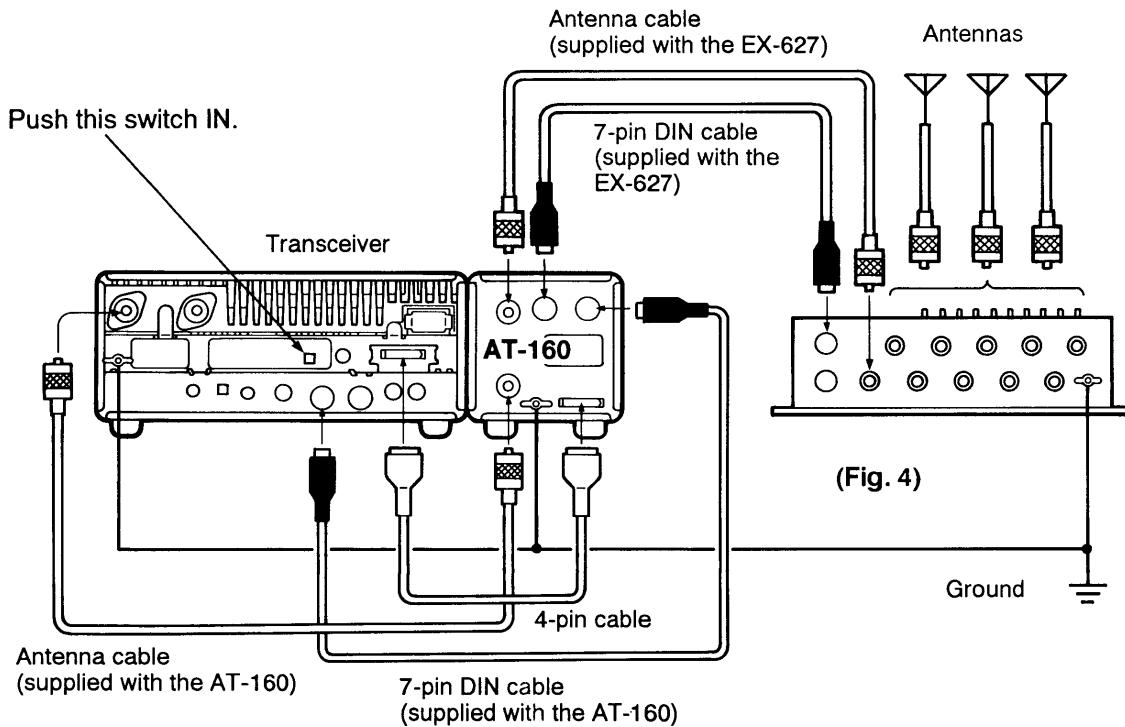 Antenna cable
(supplied with the EX-627)
Antennas
Push this switch IN.
7-pin DIN cable
(supplied with the
EX-627)
Transceiver
AT-160
(Fig. 4)
Ground
4-pin cable
Antenna cable
(supplied with the AT-160)
7-pin DIN cable
(supplied with the AT-160)